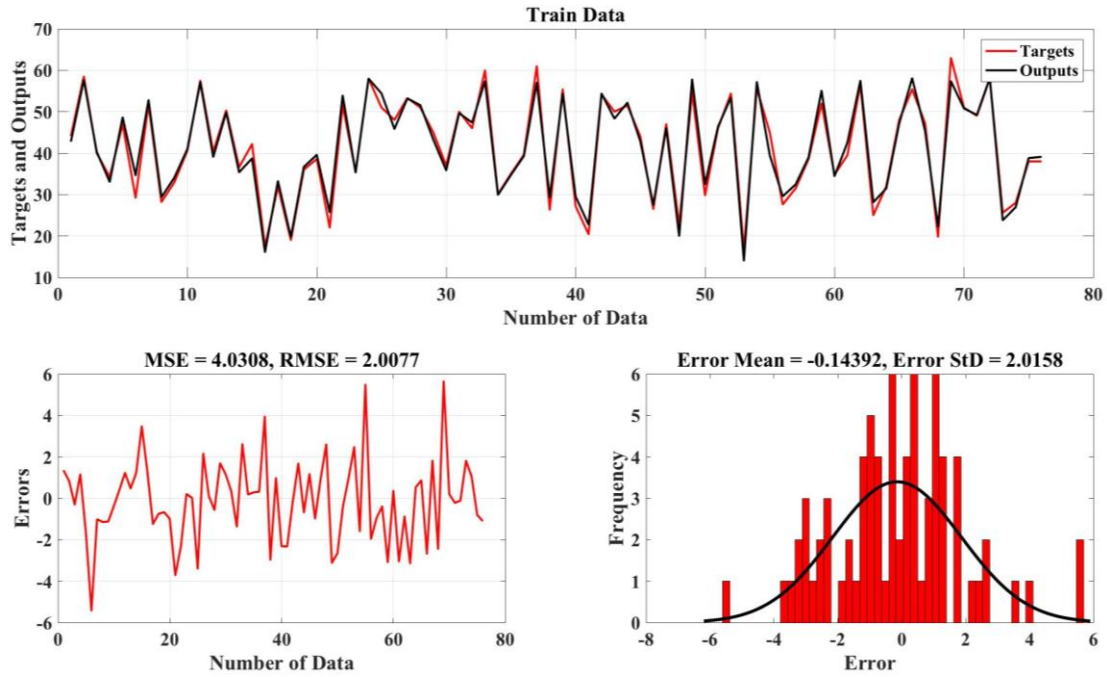 Train Data
Targets and Outputs
70
60
50
40
30
20
10
Targets
Outputs
0 10 20 30 40 50 60 70 80
Number of Data
MSE = 4.0308, RMSE = 2.0077
Errors
6
4
2
0
-2
-4
-6
0 20 40 60 80
Number of Data
Error Mean = -0.14392, Error StD = 2.0158
Frequency
6
5
4
3
2
1
0
-8 -6 -4 -2 0 2 4 6
Error